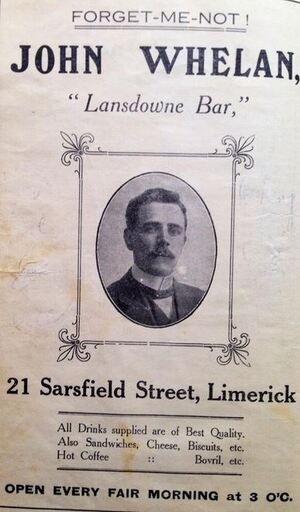 FORGET-ME-NOT!
JOHN WHELAN,
"Lansdowne Bar,"
21 Sarsfield Street, Limerick
All Drinks supplied are of Best Quality.
Also Sandwiches, Cheese, Biscuits, etc.
Hot Coffee :: Bovril, etc.
OPEN EVERY FAIR MORNING at 3 O'C.